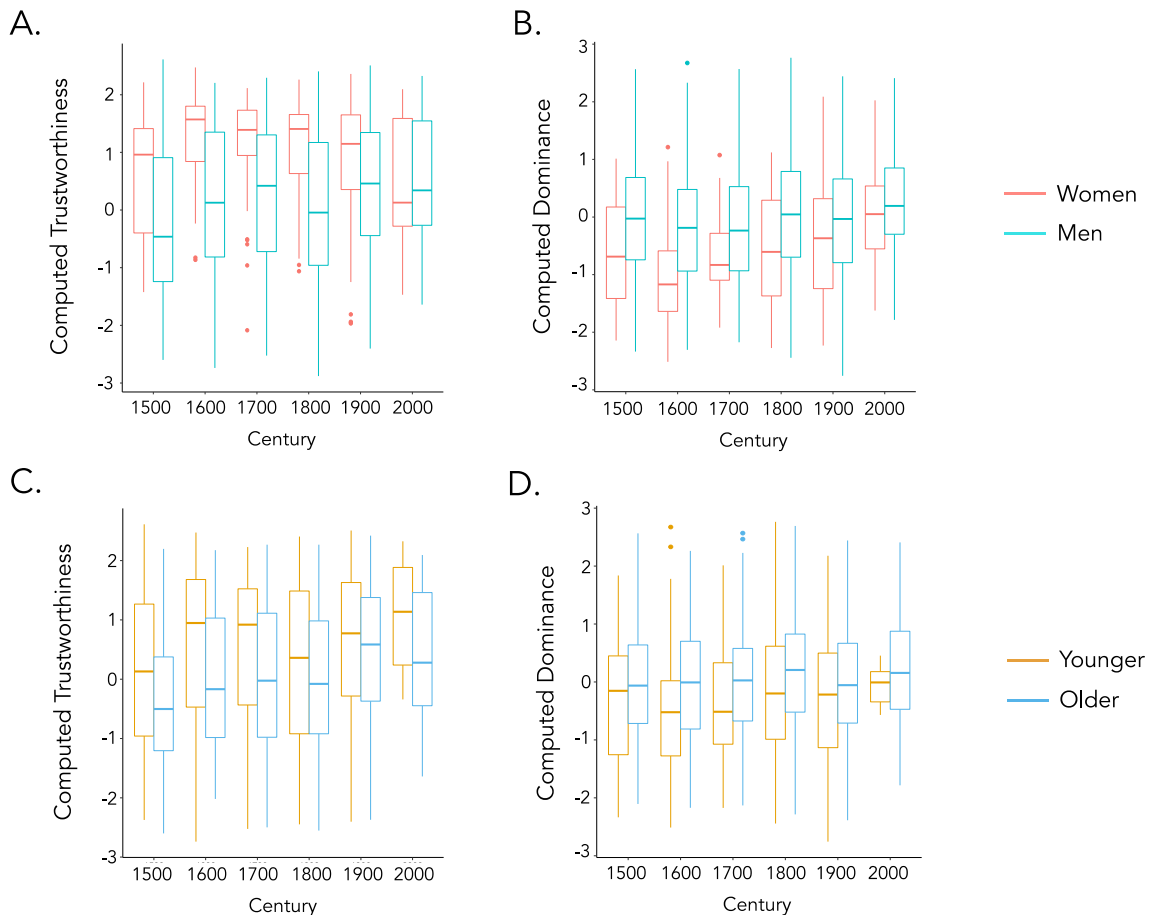 A.
B.
Computed Trustworthiness
2
1
0
-1
-2
-3
1500 1600 1700 1800 1900 2000
Century
Computed Dominance
3
2
1
0
-1
-2
-3
1500 1600 1700 1800 1900 2000
Century
Women
Men
C.
D.
Computed Trustworthiness
2
1
0
-1
-2
-3
1500 1600 1700 1800 1900 2000
Century
Computed Dominance
3
2
1
0
-1
-2
-3
1500 1600 1700 1800 1900 2000
Century
Younger
Older